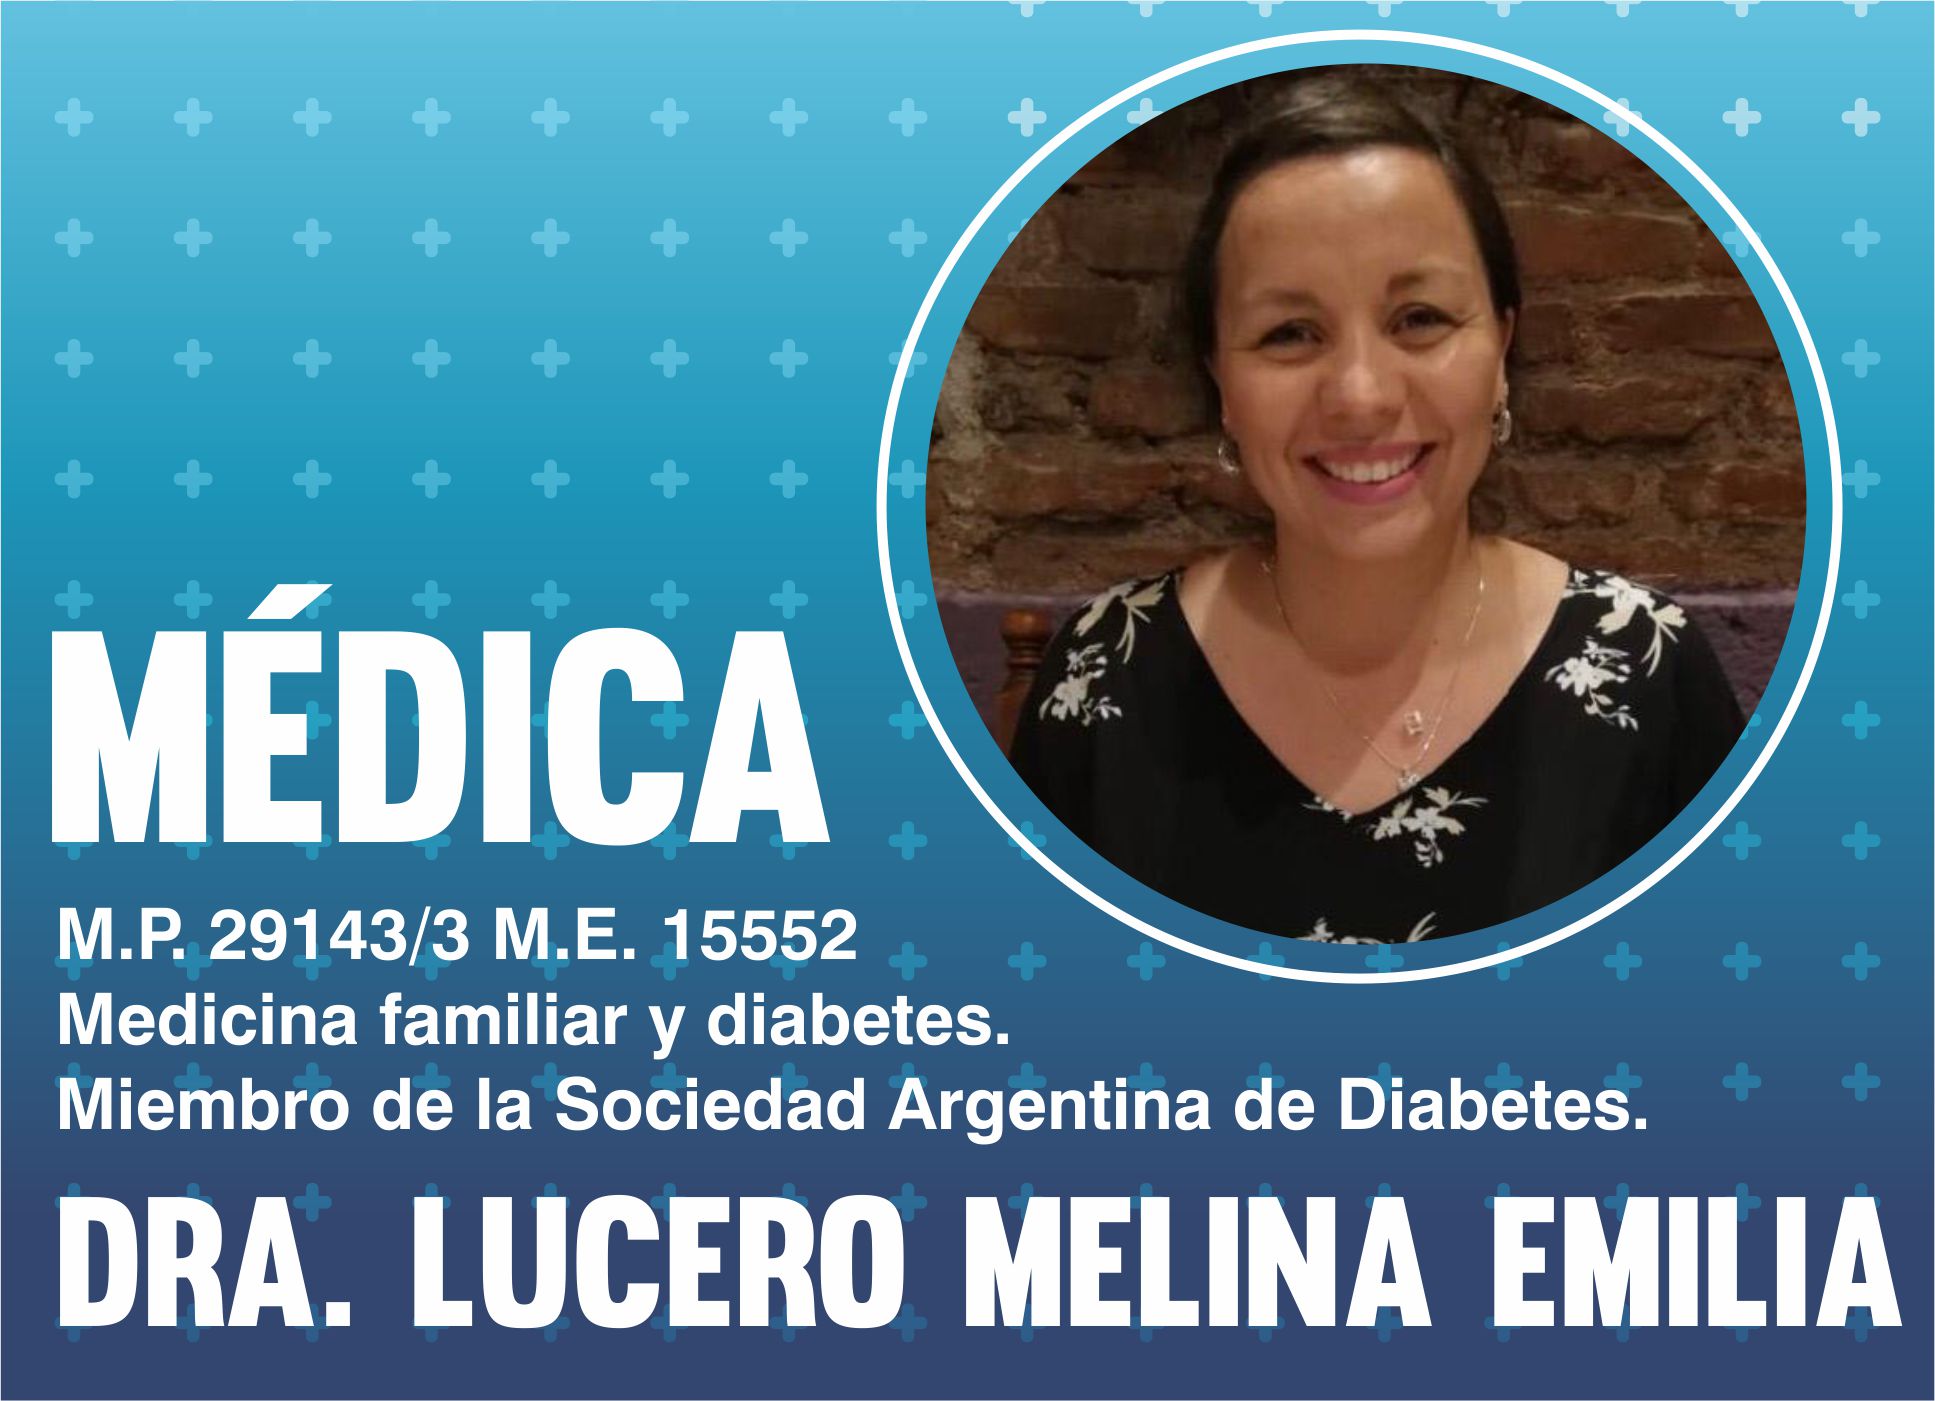 MÉDICA
M.P. 29143/3 M.E. 15552
Medicina familiar y diabetes.
Miembro de la Sociedad Argentina de Diabetes.
DRA. LUCERO MELINA EMILIA